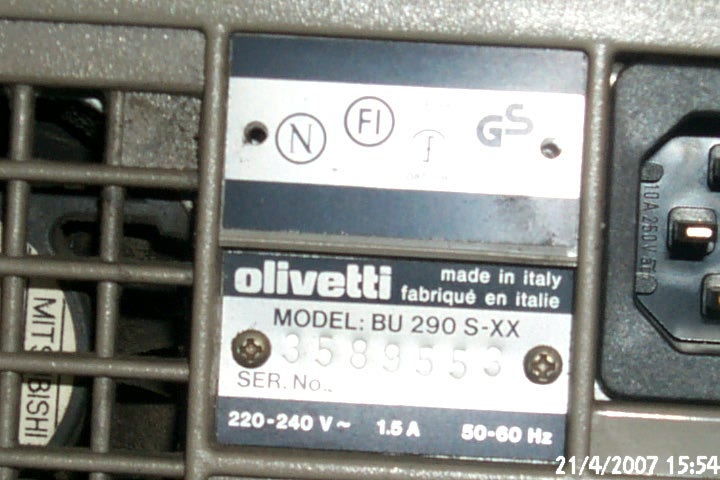 N
FI
GS
10A 250V
olivetti
made in italy
fabriqué en italie
MODEL: BU 290 S-XX
3589553
SER. No.
220-240 V~ 1.5 A 50-60 Hz
MITSUBISHI
21/4/2007 15:54